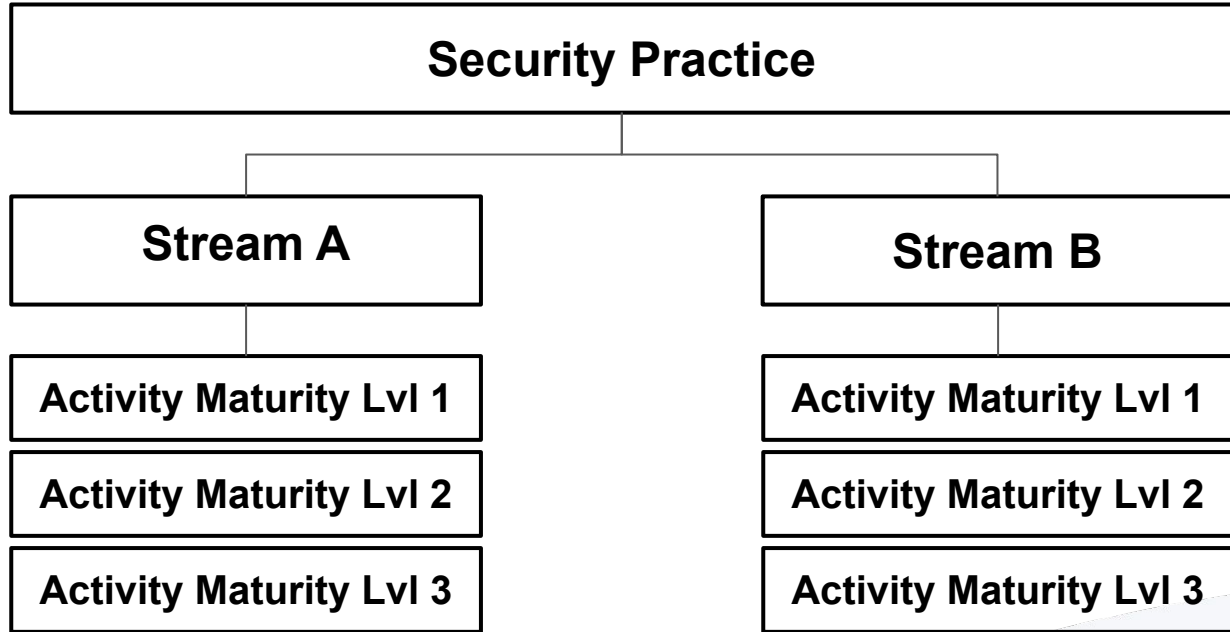 Security Practice
Stream A
Stream B
Activity Maturity Lvl 1
Activity Maturity Lvl 1
Activity Maturity Lvl 2
Activity Maturity Lvl 2
Activity Maturity Lvl 3
Activity Maturity Lvl 3